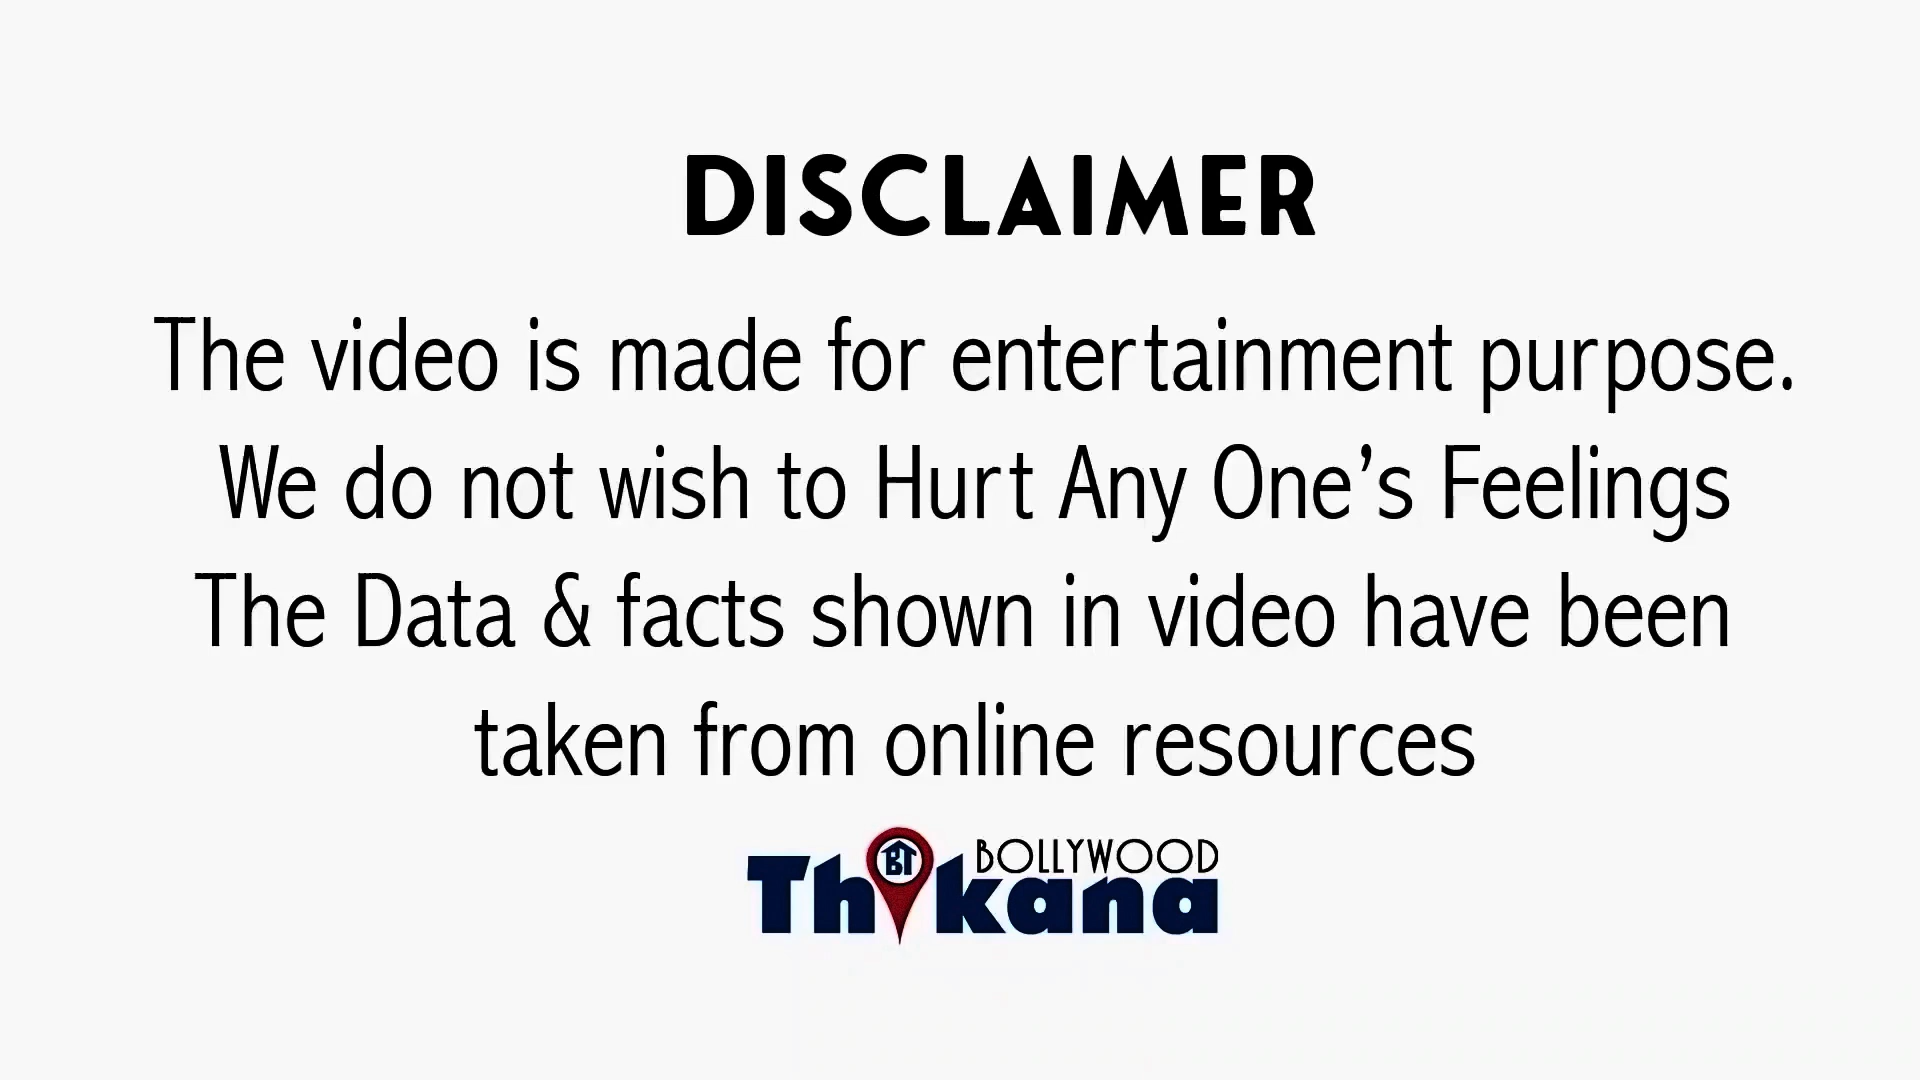 DISCLAIMER
The video is made for entertainment purpose.
We do not wish to Hurt Any One’s Feelings
The Data & facts shown in video have been
taken from online resources
BT BOLLYWOOD
Thikana